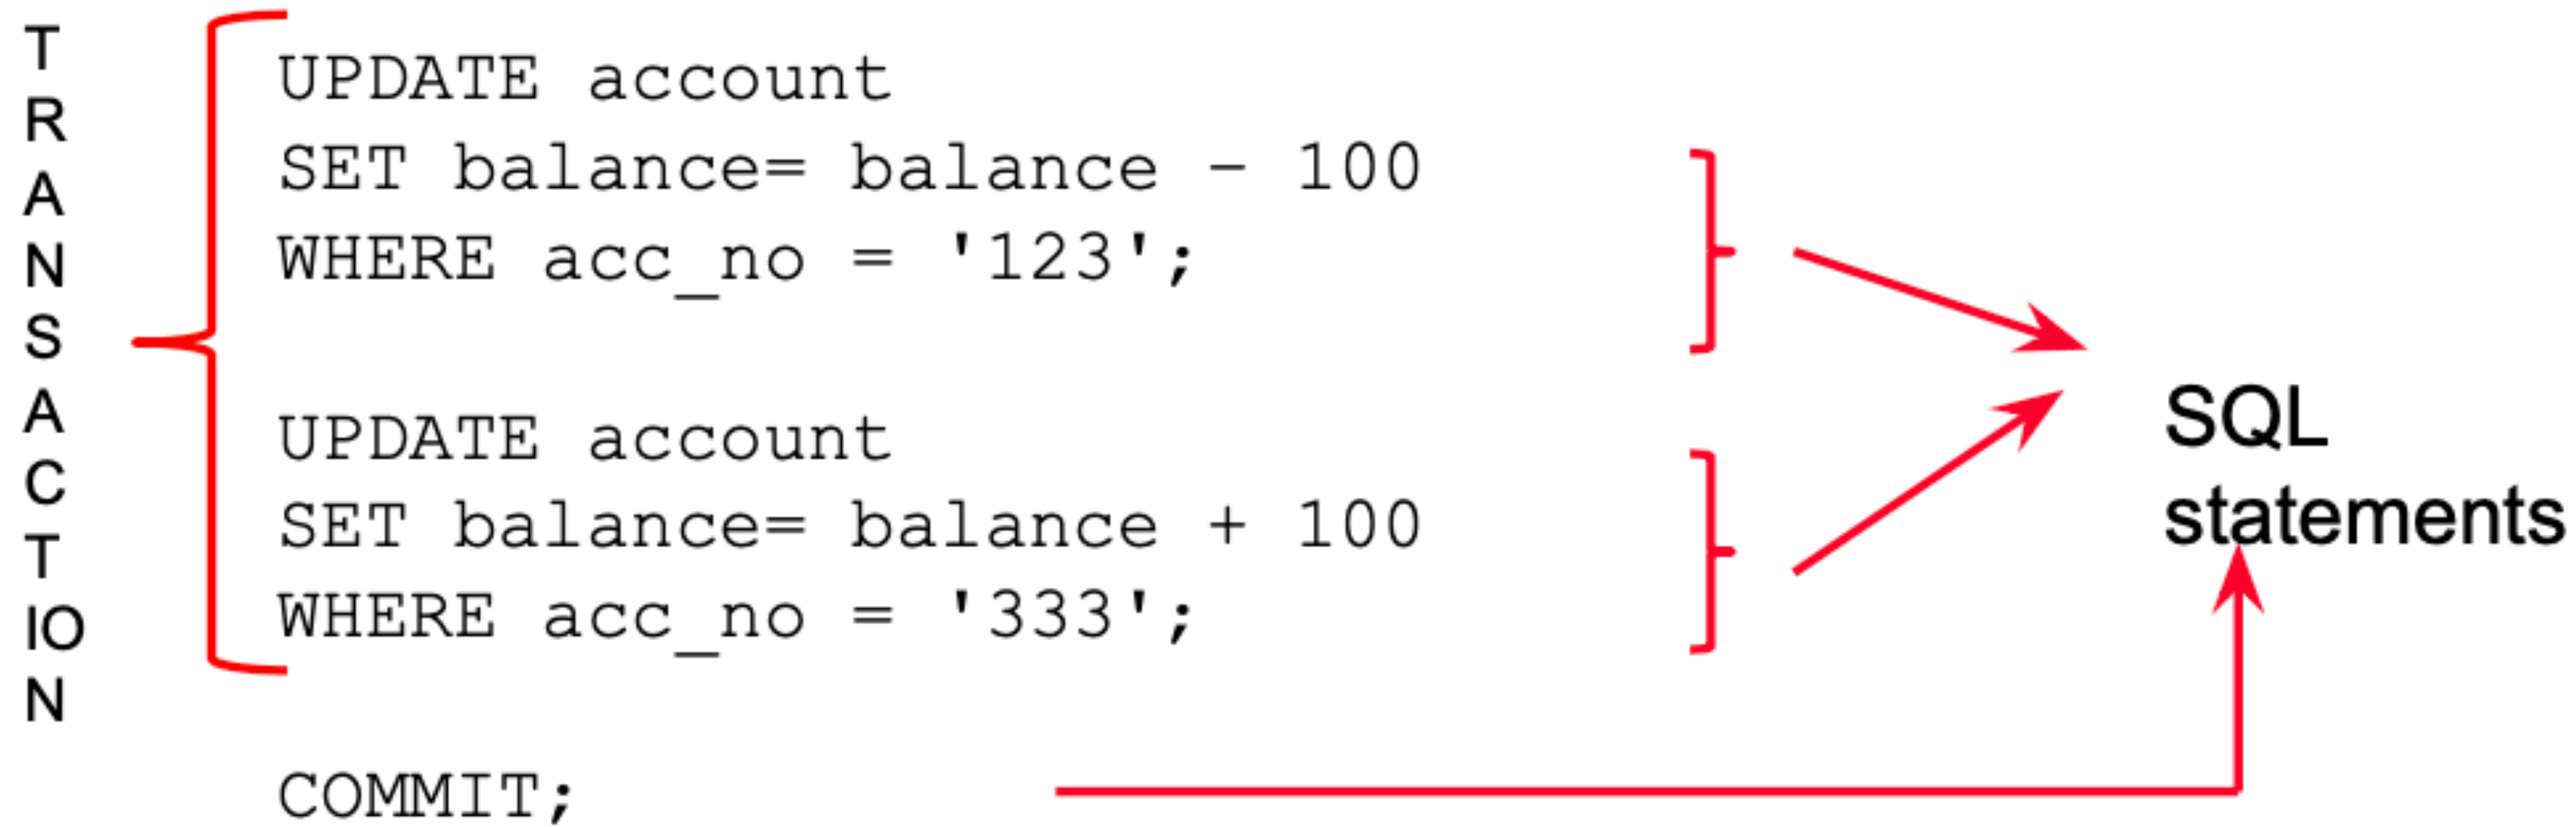 T
R
A
N
S
A
C
T
IO
N
UPDATE account
SET balance= balance - 100
WHERE acc_no = '123';
UPDATE account
SET balance= balance + 100
WHERE acc_no = '333';
COMMIT;
SQL
statements